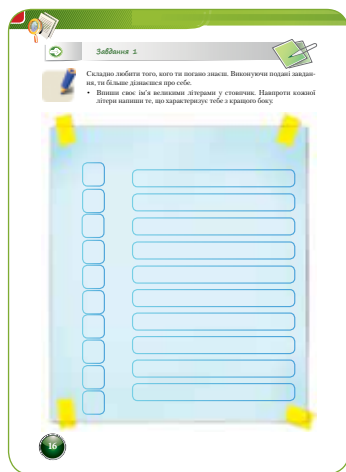 Завдання 1
Складно любити того, кого ти погано знаєш. Виконуючи подані завдан-
ня, ти більше дізнаєшся про себе.
• Впиши своє ім'я великими літерами у стовпчик. Навпроти кожної
літери напиши те, що характеризує тебе з кращого боку.
16